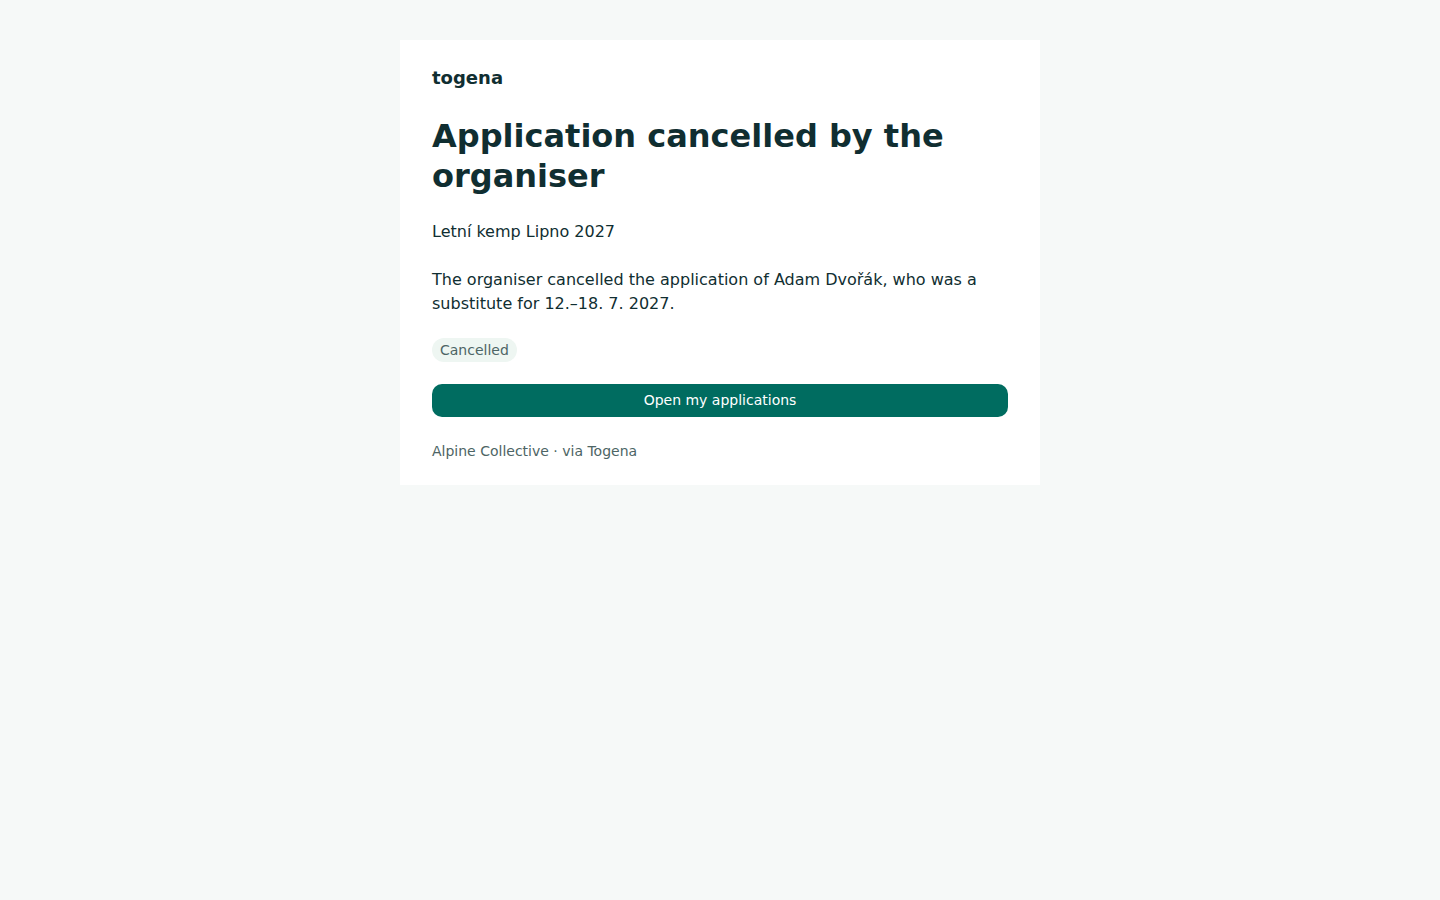 togena
Application cancelled by the
organiser
Letní kemp Lipno 2027
The organiser cancelled the application of Adam Dvořák, who was a
substitute for 12.–18. 7. 2027.
Cancelled
Open my applications
Alpine Collective · via Togena